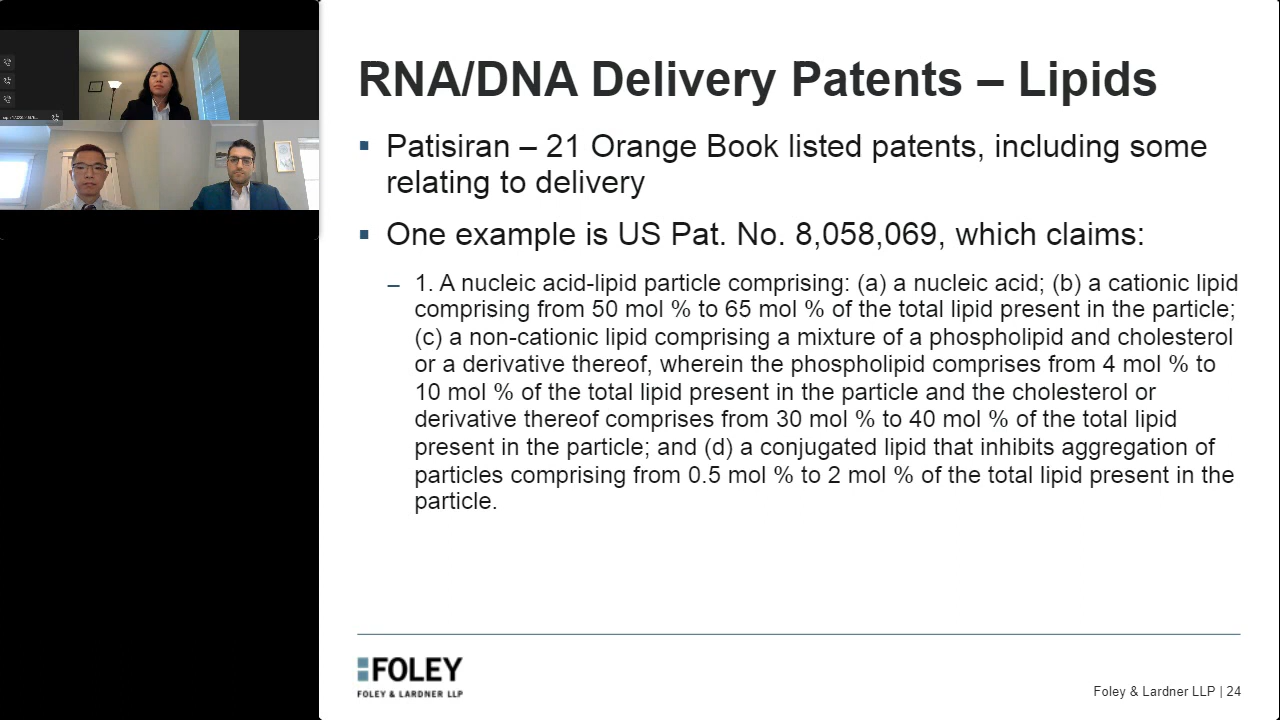 RNA/DNA Delivery Patents – Lipids
▪ Patisiran – 21 Orange Book listed patents, including some
relating to delivery
▪ One example is US Pat. No. 8,058,069, which claims:
– 1. A nucleic acid-lipid particle comprising: (a) a nucleic acid; (b) a cationic lipid
comprising from 50 mol % to 65 mol % of the total lipid present in the particle;
(c) a non-cationic lipid comprising a mixture of a phospholipid and cholesterol
or a derivative thereof, wherein the phospholipid comprises from 4 mol % to
10 mol % of the total lipid present in the particle and the cholesterol or
derivative thereof comprises from 30 mol % to 40 mol % of the total lipid
present in the particle; and (d) a conjugated lipid that inhibits aggregation of
particles comprising from 0.5 mol % to 2 mol % of the total lipid present in the
particle.
FOLEY
FOLEY & LARDNER LLP
Foley & Lardner LLP | 24